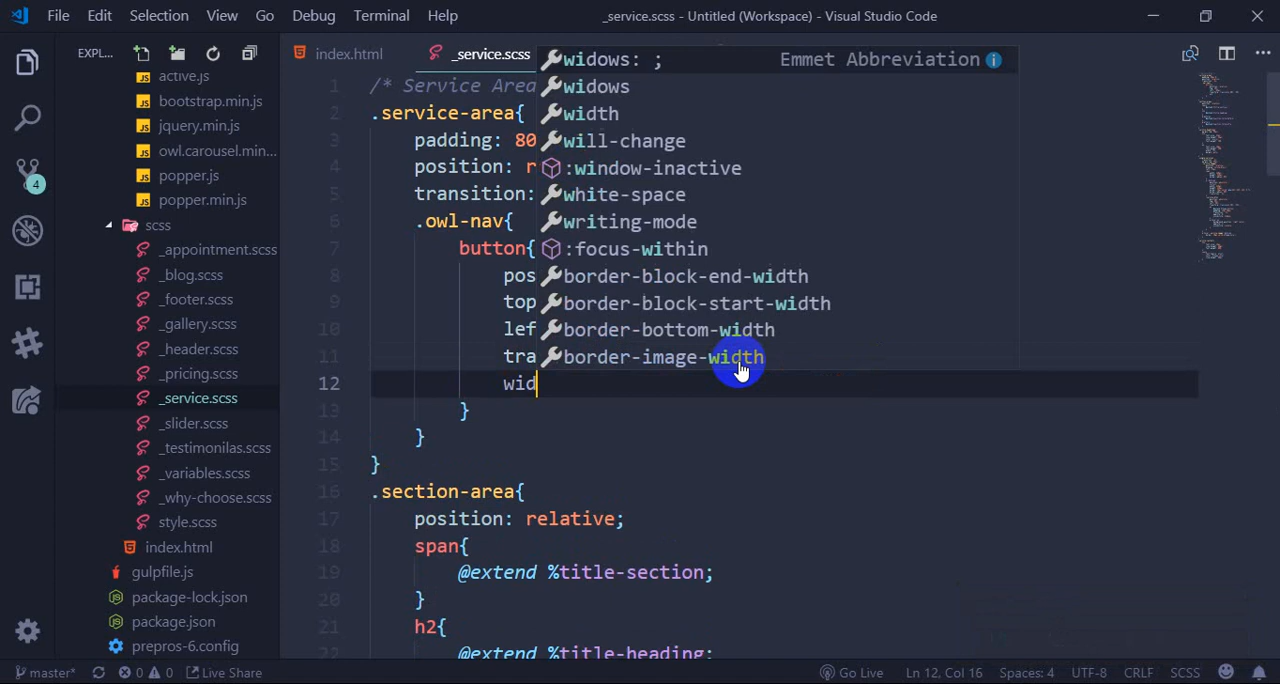 File Edit Selection View Go Debug Terminal Help _service.scss - Untitled (Workspace) - Visual Studio Code
EXPL... index.html _service.scss
active.js
bootstrap.min.js
jquery.min.js
owl.carousel.min...
popper.js
popper.min.js
scss
_appointment.scss
_blog.scss
_footer.scss
_gallery.scss
_header.scss
_pricing.scss
_service.scss
_slider.scss
_testimonilas.scss
_variables.scss
_why-choose.scss
style.scss
index.html
gulpfile.js
package-lock.json
package.json
prepros-6.config
4
1 /* Service Area
2 .service-area{
3 padding: 80
4 position: r
5 transition:
6 .owl-nav{
7 button{
8 pos
9 top
10 lef
11 tra
12 wid
13 }
14 }
15 }
16 .section-area{
17 position: relative;
18 span{
19 @extend %title-section;
20 }
21 h2{
22 @extend %title-heading;
widows: ; Emmet Abbreviation
widows
width
will-change
:window-inactive
white-space
writing-mode
:focus-within
border-block-end-width
border-block-start-width
border-bottom-width
border-image-width
master* 0 0 Live Share Go Live Ln 12, Col 16 Spaces: 4 UTF-8 CRLF SCSS